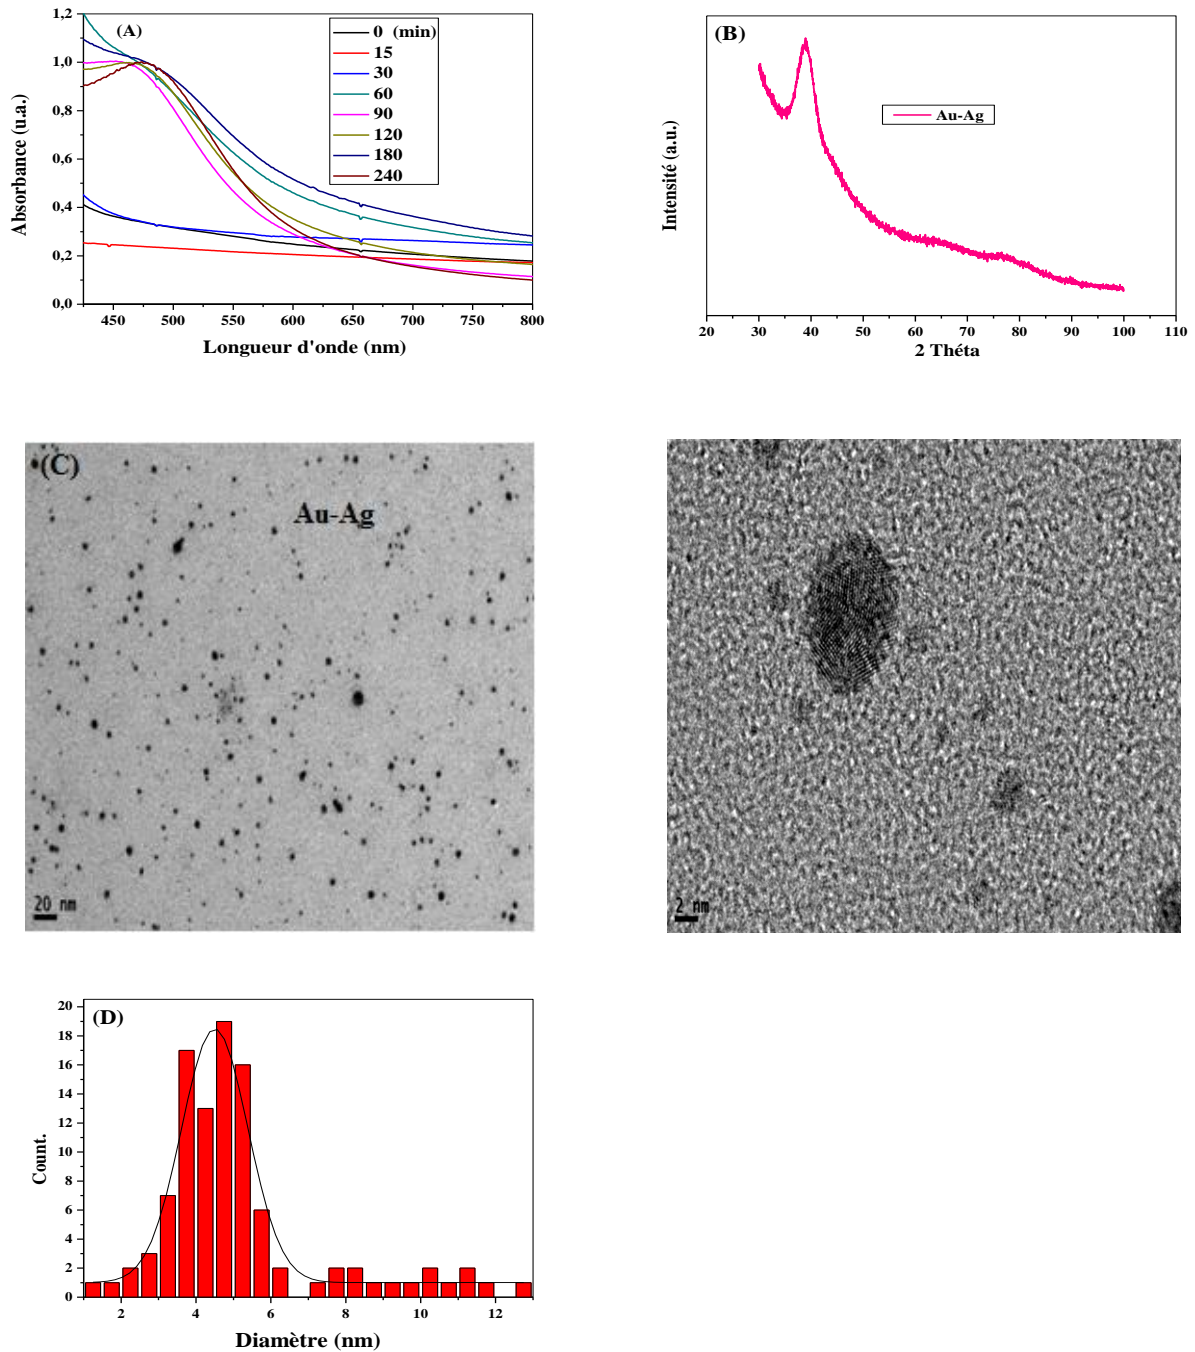 (A)
0 (min)
15
30
60
90
120
180
240
1,2
1,0
0,8
0,6
0,4
0,2
0,0
Absorbance (u.a.)
450 500 550 600 650 700 750 800
Longueur d'onde (nm)
(B)
Au-Ag
Intensité (a.u.)
20 30 40 50 60 70 80 90 100 110
2 Théta
(C)
Au-Ag
20 nm
2 nm
(D)
20
18
16
14
12
10
8
6
4
2
0
Count.
2 4 6 8 10 12
Diamètre (nm)